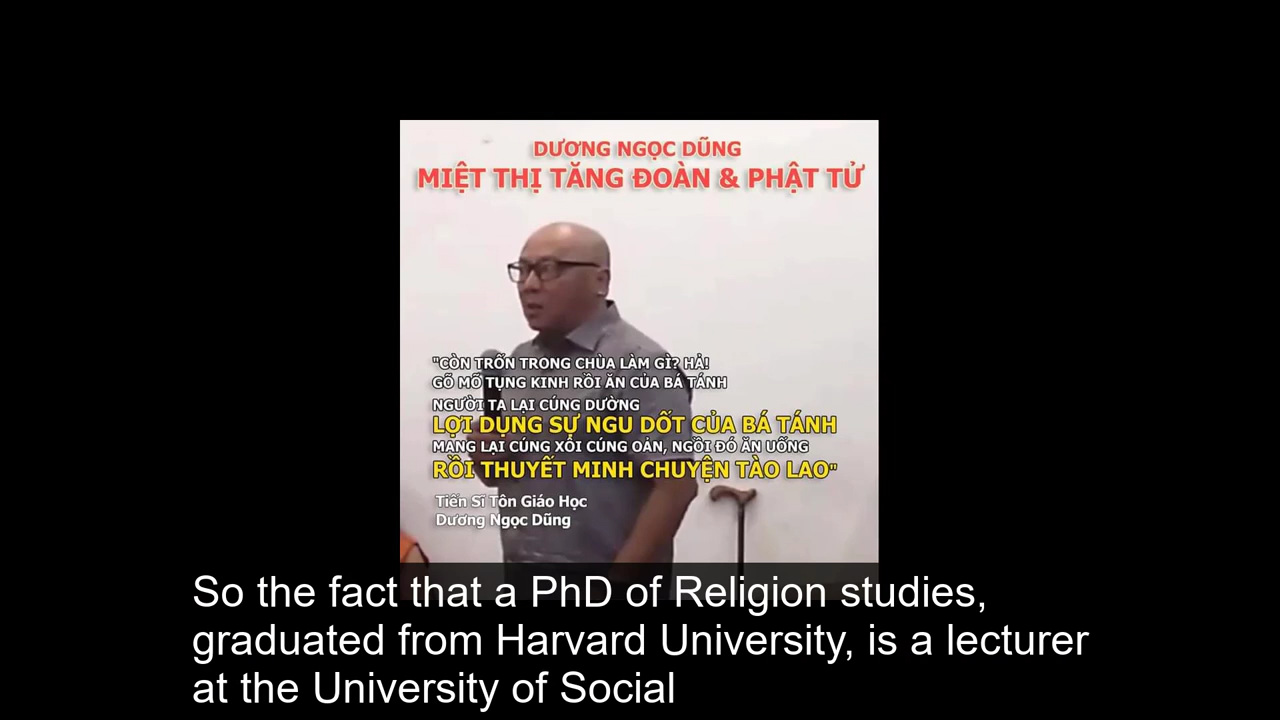 DƯƠNG NGỌC DŨNG
MIỆT THỊ TĂNG ĐOÀN & PHẬT TỬ
"CÒN TRỐN TRONG CHÙA LÀM GÌ? HẢ!
GÕ MÕ TỤNG KINH RỒI ĂN CỦA BÁ TÁNH
NGƯỜI TA LẠI CÚNG DƯỜNG
LỢI DỤNG SỰ NGU DỐT CỦA BÁ TÁNH
MANG LẠI CÚNG XÔI CÚNG OẢN, NGỒI ĐÓ ĂN UỐNG
RỒI THUYẾT MINH CHUYỆN TÀO LAO"
Tiến Sĩ Tôn Giáo Học
Dương Ngọc Dũng
So the fact that a PhD of Religion studies,
graduated from Harvard University, is a lecturer
at the University of Social